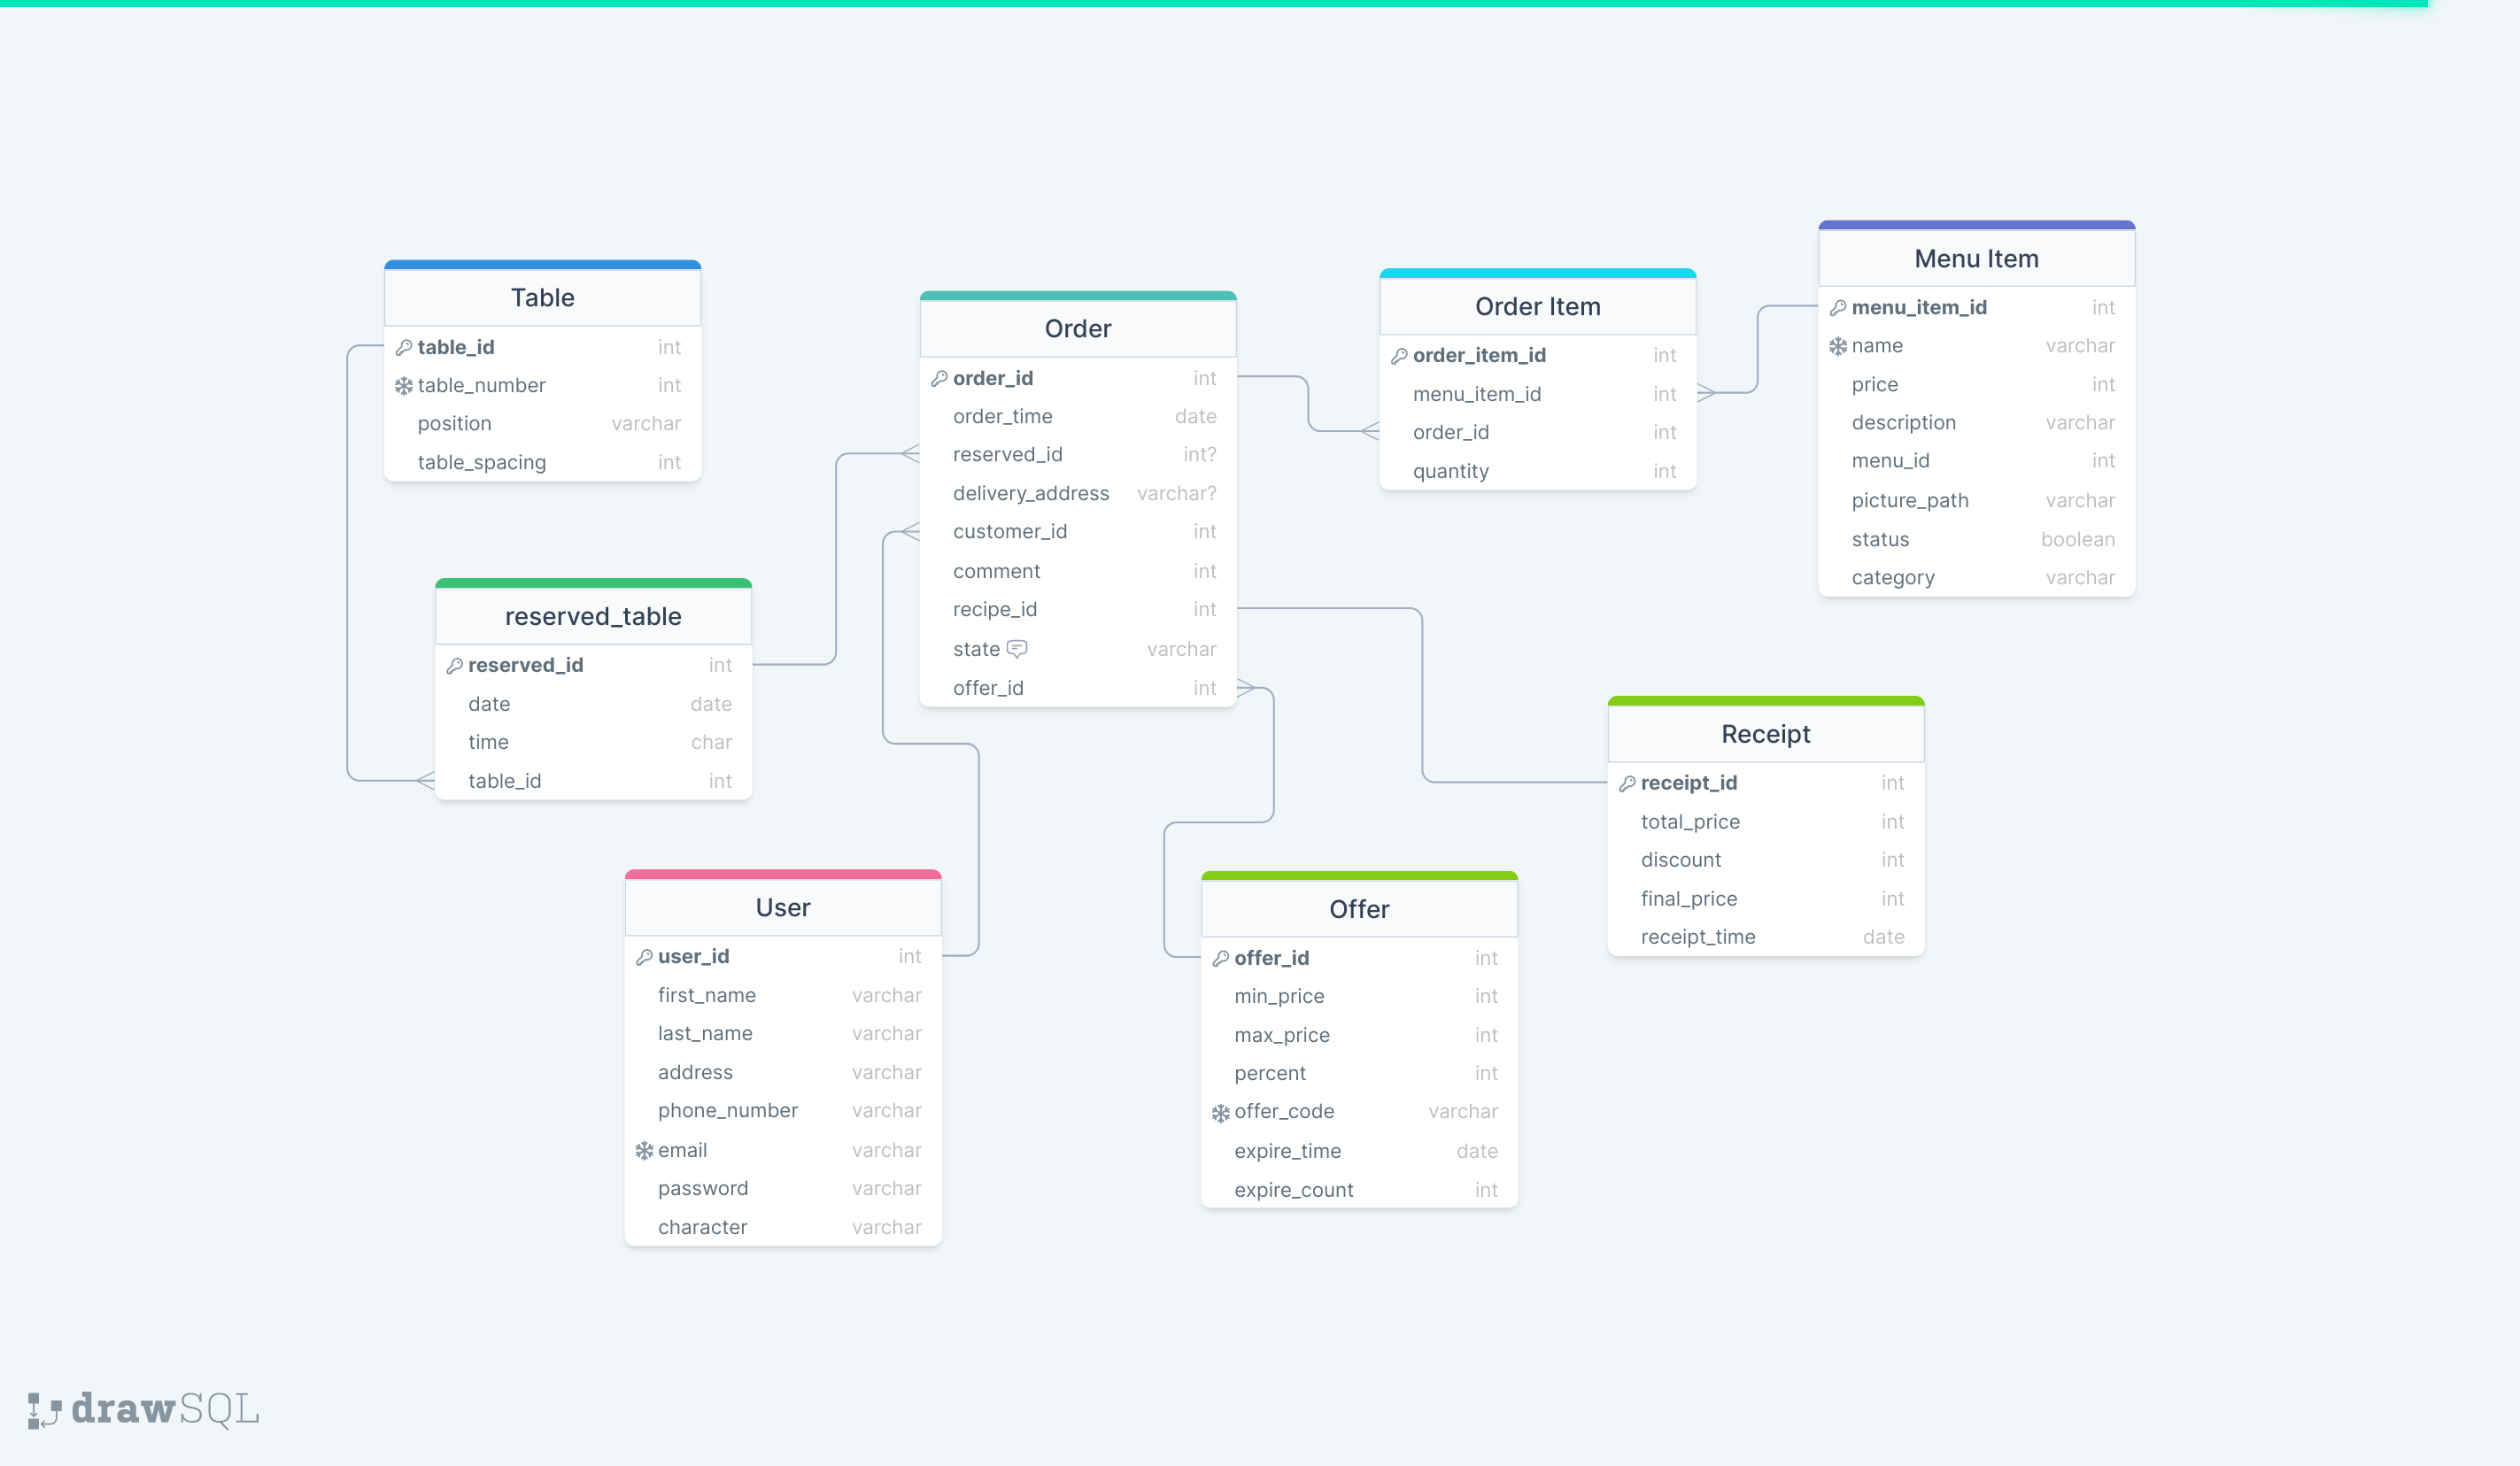 Table
table_id int
table_number int
position varchar
table_spacing int
reserved_table
reserved_id int
date date
time char
table_id int
User
user_id int
first_name varchar
last_name varchar
address varchar
phone_number varchar
email varchar
password varchar
character varchar
Order
order_id int
order_time date
reserved_id int?
delivery_address varchar?
customer_id int
comment int
recipe_id int
state varchar
offer_id int
Offer
offer_id int
min_price int
max_price int
percent int
offer_code varchar
expire_time date
expire_count int
Order Item
order_item_id int
menu_item_id int
order_id int
quantity int
Menu Item
menu_item_id int
name varchar
price int
description varchar
menu_id int
picture_path varchar
status boolean
category varchar
Receipt
receipt_id int
total_price int
discount int
final_price int
receipt_time date
drawSQL